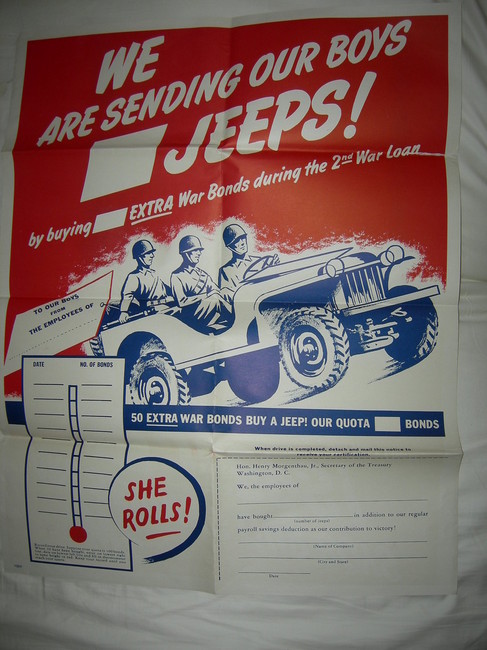 WE
ARE SENDING OUR BOYS
JEEPS!
by buying EXTRA War Bonds during the 2nd War Loan
TO OUR BOYS
FROM
THE EMPLOYEES OF
DATE NO. OF BONDS
50 EXTRA WAR BONDS BUY A JEEP! OUR QUOTA BONDS
SHE
ROLLS!
When drive is completed, detach and mail this notice to
receive your certification.
Hon. Henry Morgenthau, Jr., Secretary of the Treasury
Washington, D. C.
We, the employees of
have bought in addition to our regular
(number of jeeps)
payroll savings deduction as our contribution to victory!
(Name of Company)
(City and State)
Date